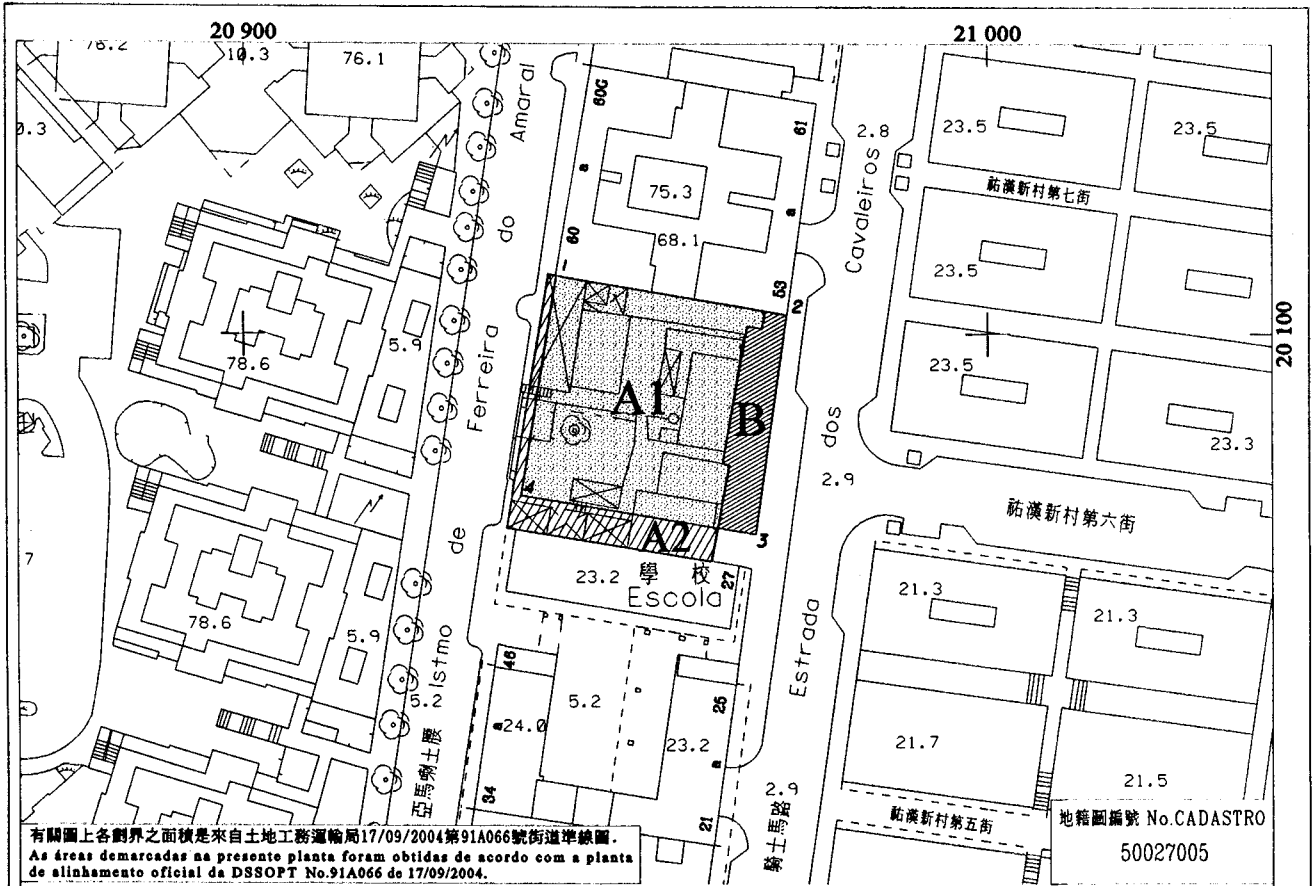 20 900
21 000
76.2
10.3
76.1
0.3
60G
a
61
2.8
23.5
23.5
祐漢新村第七街
75.3
68.1
60
a
53
1
2
Istmo de Ferreira do Amaral
Estrada dos Cavaleiros
23.5
23.5
20 100
78.6
5.9
A1
B
23.5
23.3
2.9
4
祐漢新村第六街
A2
3
7
23.2
學校
Escola
27
21.3
21.3
78.6
5.9
46
5.2
a
24.0
5.2
25
23.2
a
21.7
21.5
亞馬喇土腰
34
21
2.9
騎士馬路
祐漢新村第五街
有關圖上各劃界之面積是來自土地工務運輸局17/09/2004第91A066號街道準線圖.
As áreas demarcadas na presente planta foram obtidas de acordo com a planta
de alinhamento oficial da DSSOPT No.91A066 de 17/09/2004.
地籍圖編號 No.CADASTRO
50027005